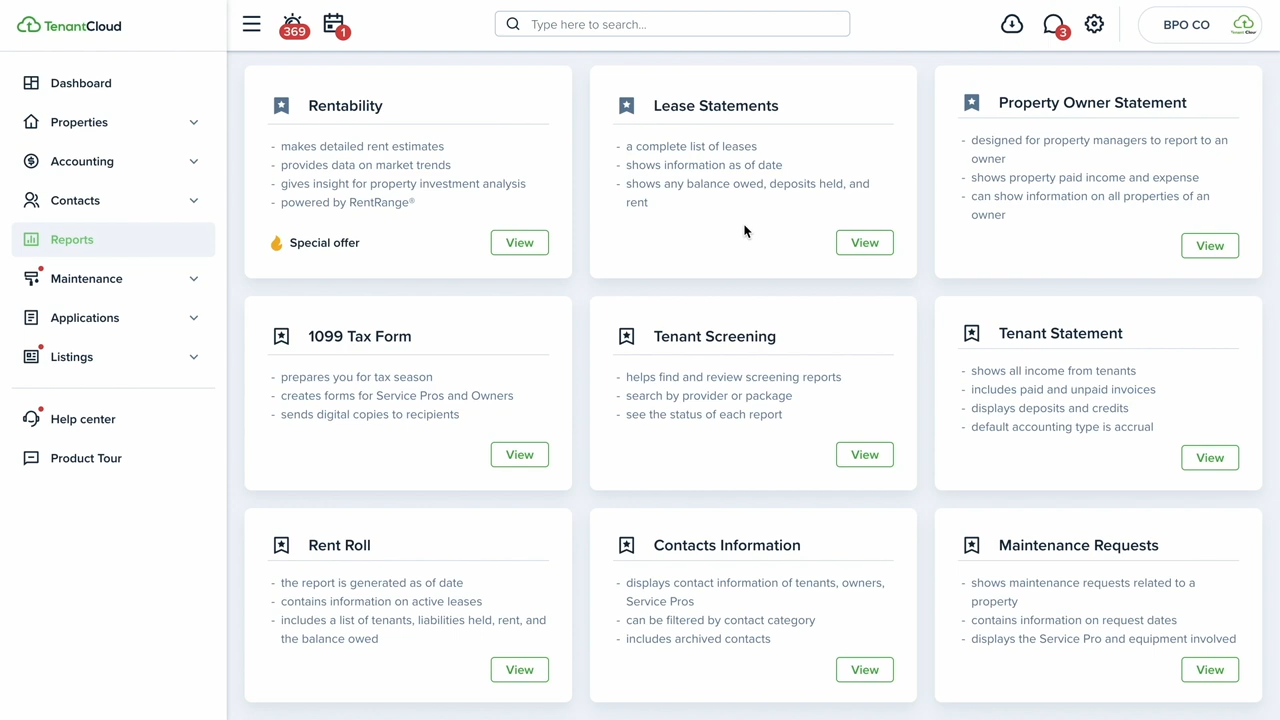 TenantCloud
369
1
Type here to search...
3
BPO CO
Dashboard
Properties
Accounting
Contacts
Reports
Maintenance
Applications
Listings
Help center
Product Tour
Rentability
- makes detailed rent estimates
- provides data on market trends
- gives insight for property investment analysis
- powered by RentRange®
Special offer
View
Lease Statements
- a complete list of leases
- shows information as of date
- shows any balance owed, deposits held, and
rent
View
Property Owner Statement
- designed for property managers to report to an
owner
- shows property paid income and expense
- can show information on all properties of an
owner
View
1099 Tax Form
- prepares you for tax season
- creates forms for Service Pros and Owners
- sends digital copies to recipients
View
Tenant Screening
- helps find and review screening reports
- search by provider or package
- see the status of each report
View
Tenant Statement
- shows all income from tenants
- includes paid and unpaid invoices
- displays deposits and credits
- default accounting type is accrual
View
Rent Roll
- the report is generated as of date
- contains information on active leases
- includes a list of tenants, liabilities held, rent, and
the balance owed
View
Contacts Information
- displays contact information of tenants, owners,
Service Pros
- can be filtered by contact category
- includes archived contacts
View
Maintenance Requests
- shows maintenance requests related to a
property
- contains information on request dates
- displays the Service Pro and equipment involved
View